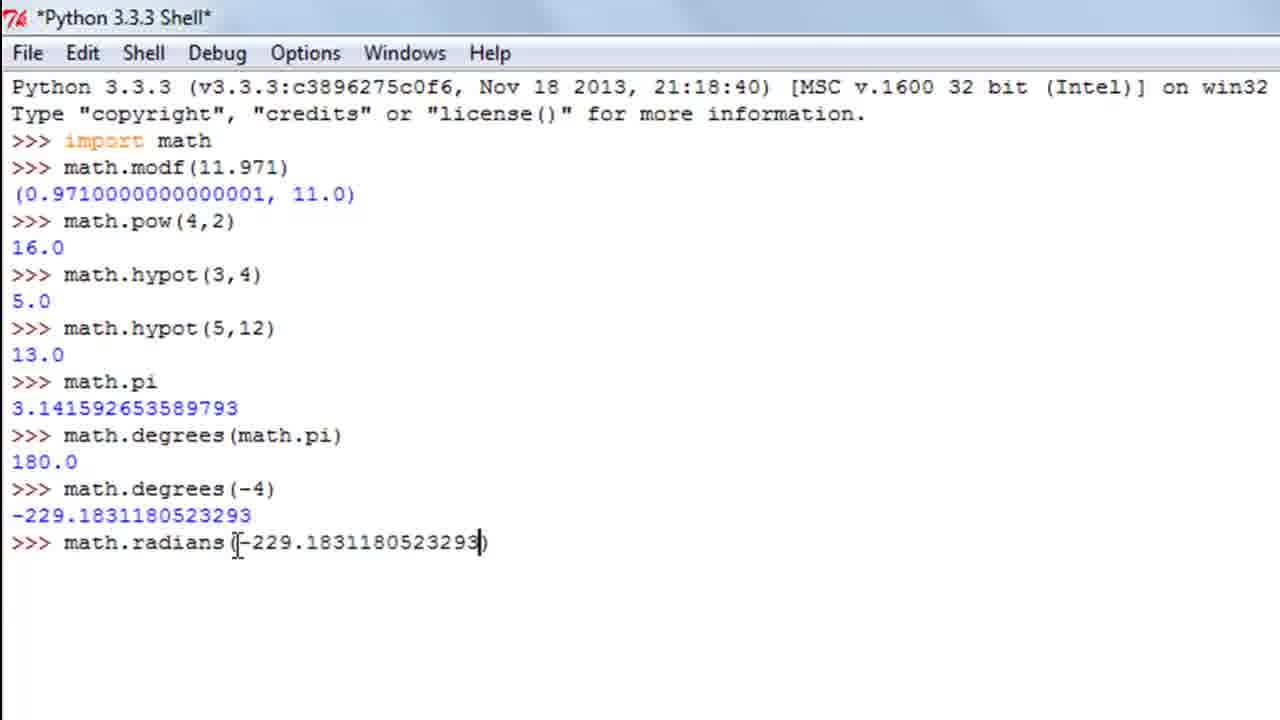 *Python 3.3.3 Shell*
File Edit Shell Debug Options Windows Help
Python 3.3.3 (v3.3.3:c3896275c0f6, Nov 18 2013, 21:18:40) [MSC v.1600 32 bit (Intel)] on win32
Type "copyright", "credits" or "license()" for more information.
>>> import math
>>> math.modf(11.971)
(0.9710000000000001, 11.0)
>>> math.pow(4,2)
16.0
>>> math.hypot(3,4)
5.0
>>> math.hypot(5,12)
13.0
>>> math.pi
3.141592653589793
>>> math.degrees(math.pi)
180.0
>>> math.degrees(-4)
-229.1831180523293
>>> math.radians(-229.1831180523293)